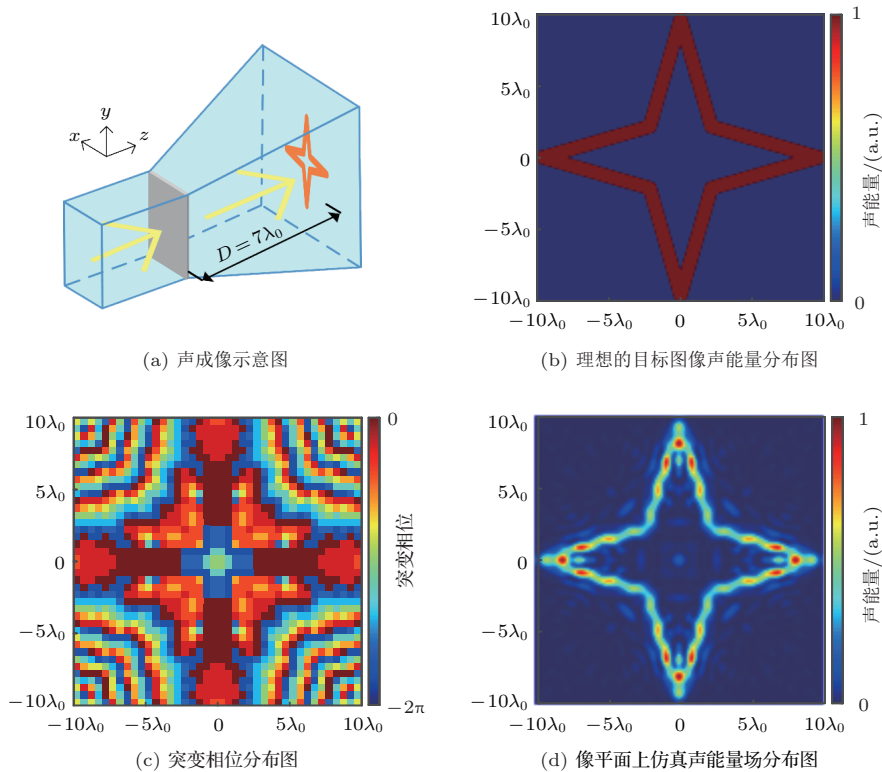 x
y
z
D = 7λ₀
(a) 声成像示意图
10λ₀
5λ₀
0
−5λ₀
−10λ₀
−10λ₀
0
5λ₀
10λ₀
1
0
声能量/(a.u.)
(b) 理想的目标图像声能量分布图
10λ₀
5λ₀
0
−5λ₀
−10λ₀
−10λ₀
−5λ₀
0
5λ₀
10λ₀
0
−2π
突变相位
(c) 突变相位分布图
10λ₀
5λ₀
0
−5λ₀
−10λ₀
−10λ₀
−5λ₀
0
5λ₀
10λ₀
1
0
声能量/(a.u.)
(d) 像平面上仿真声能量场分布图